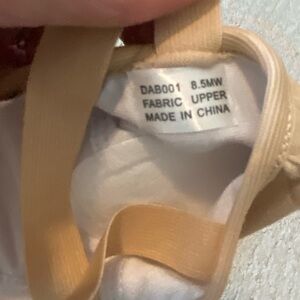 DAB001 8.5MW
FABRIC UPPER
MADE IN CHINA